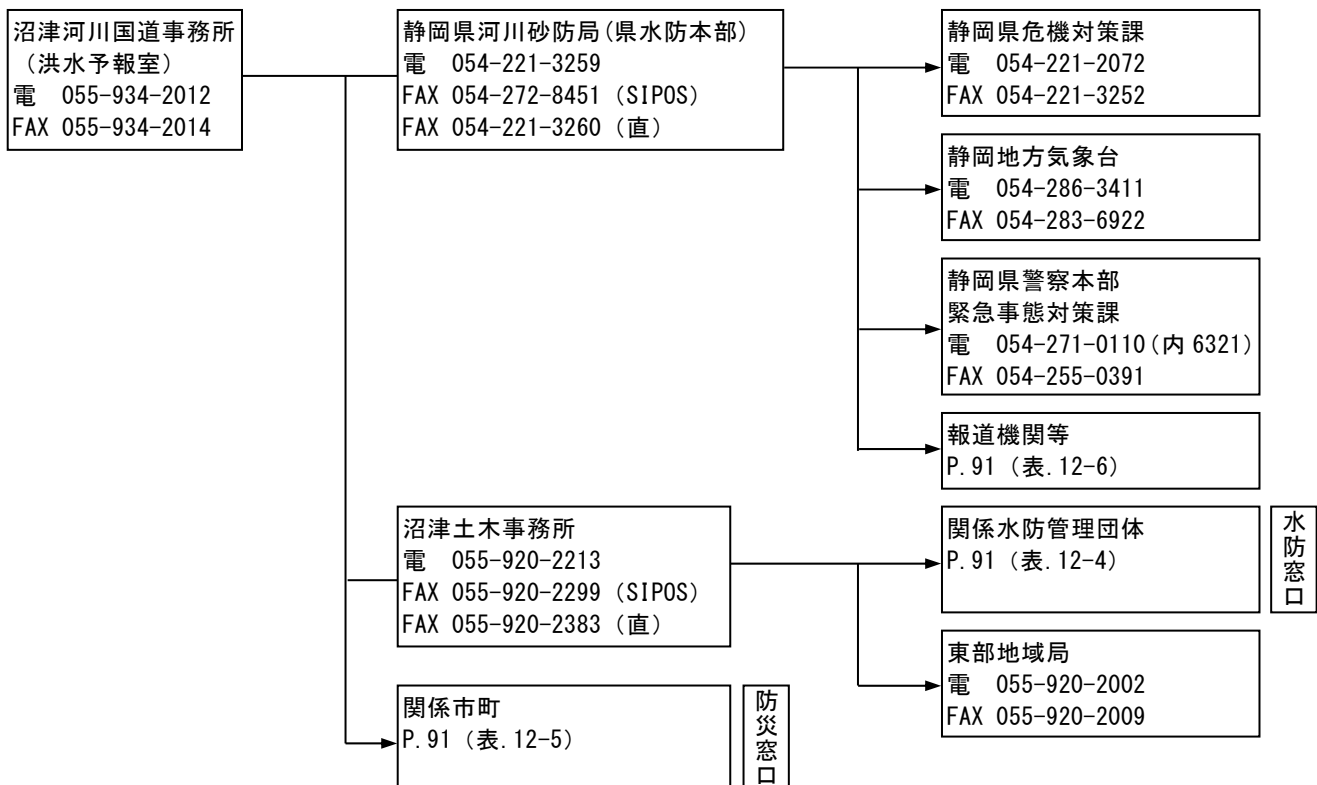 沼津河川国道事務所
(洪水予報室)
電 055-934-2012
FAX 055-934-2014
静岡県河川砂防局(県水防本部)
電 054-221-3259
FAX 054-272-8451 (SIPOS)
FAX 054-221-3260 (直)
静岡県危機対策課
電 054-221-2072
FAX 054-221-3252
静岡地方気象台
電 054-286-3411
FAX 054-283-6922
静岡県警察本部
緊急事態対策課
電 054-271-0110(内 6321)
FAX 054-255-0391
報道機関等
P.91 (表.12-6)
沼津土木事務所
電 055-920-2213
FAX 055-920-2299 (SIPOS)
FAX 055-920-2383 (直)
関係水防管理団体
P.91 (表.12-4)
水防窓口
東部地域局
電 055-920-2002
FAX 055-920-2009
関係市町
P.91 (表.12-5)
防災窓口